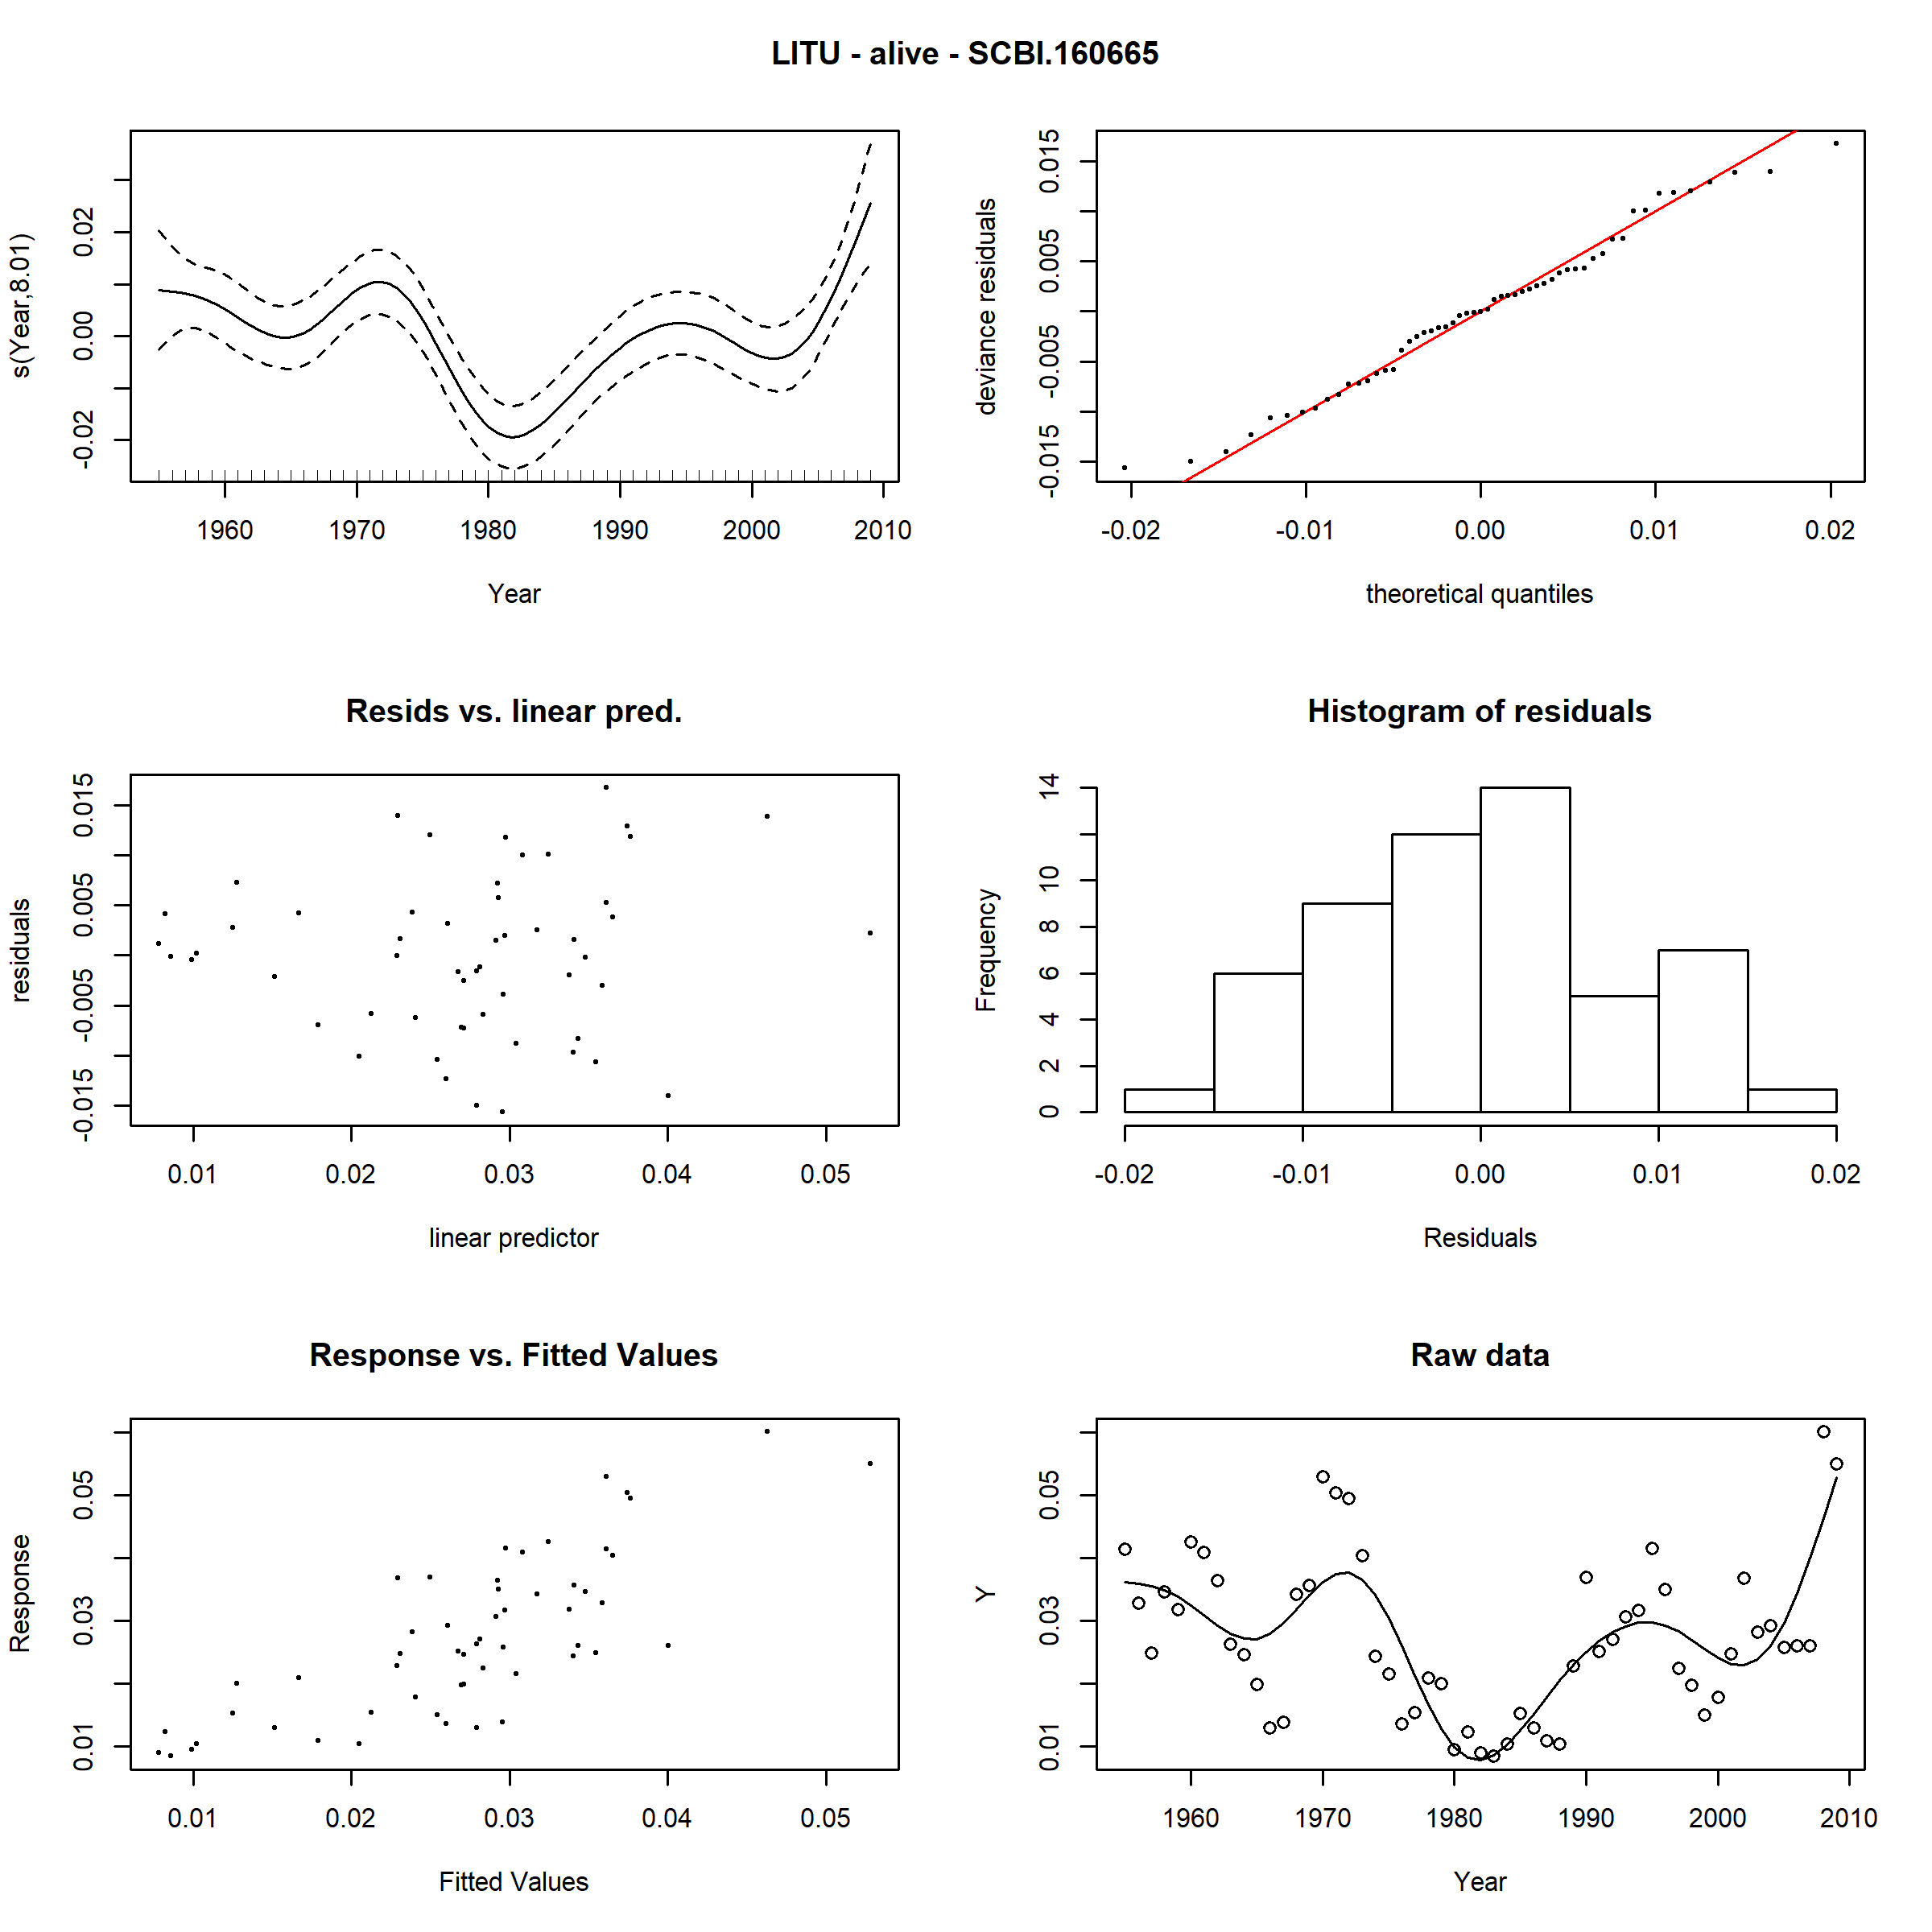 LITU - alive - SCBI.160665
s(Year,8.01)
-0.02 0.00 0.02
1960 1970 1980 1990 2000 2010
Year
deviance residuals
-0.015 -0.005 0.005 0.015
-0.02 -0.01 0.00 0.01 0.02
theoretical quantiles
Resids vs. linear pred.
residuals
-0.015 -0.005 0.005 0.015
0.01 0.02 0.03 0.04 0.05
linear predictor
Histogram of residuals
Frequency
0 2 4 6 8 10 14
-0.02 -0.01 0.00 0.01 0.02
Residuals
Response vs. Fitted Values
Response
0.01 0.03 0.05
0.01 0.02 0.03 0.04 0.05
Fitted Values
Raw data
Y
0.01 0.03 0.05
1960 1970 1980 1990 2000 2010
Year